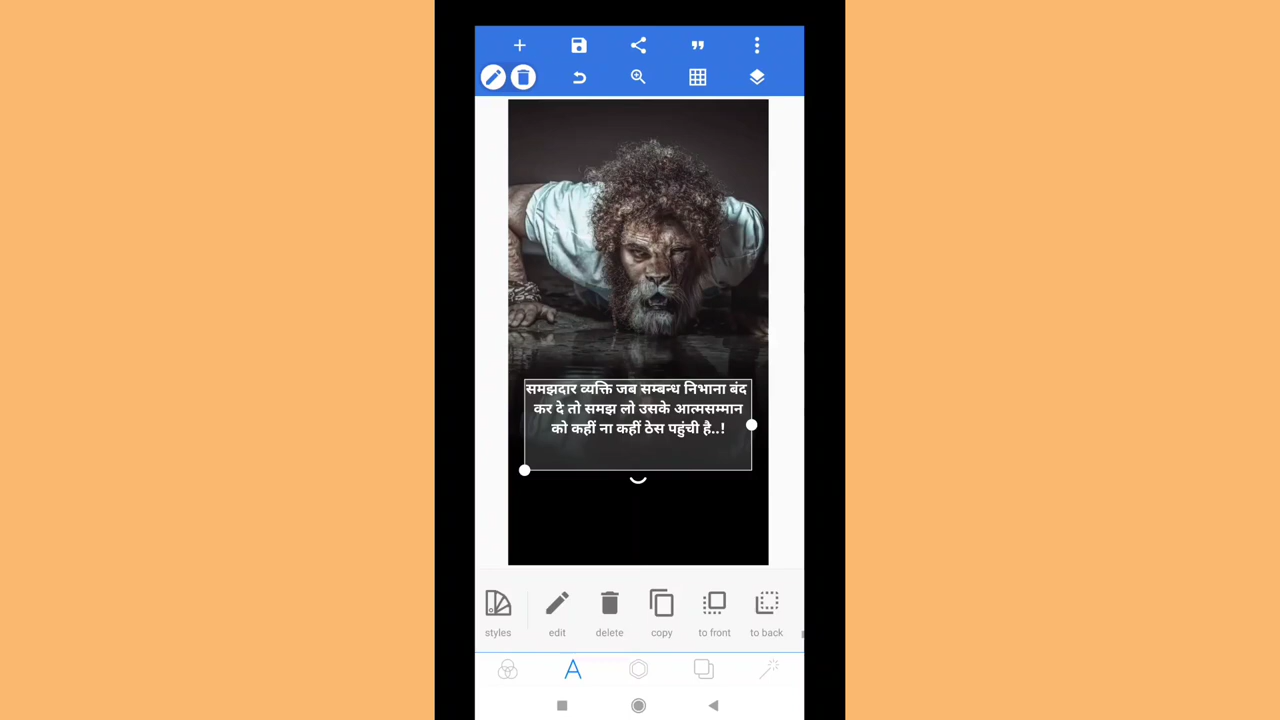 समझदार व्यक्ति जब सम्बन्ध निभाना बंद
कर दे तो समझ लो उसके आत्मसम्मान
को कहीं ना कहीं ठेस पहुंची है..!
styles
edit
delete
copy
to front
to back